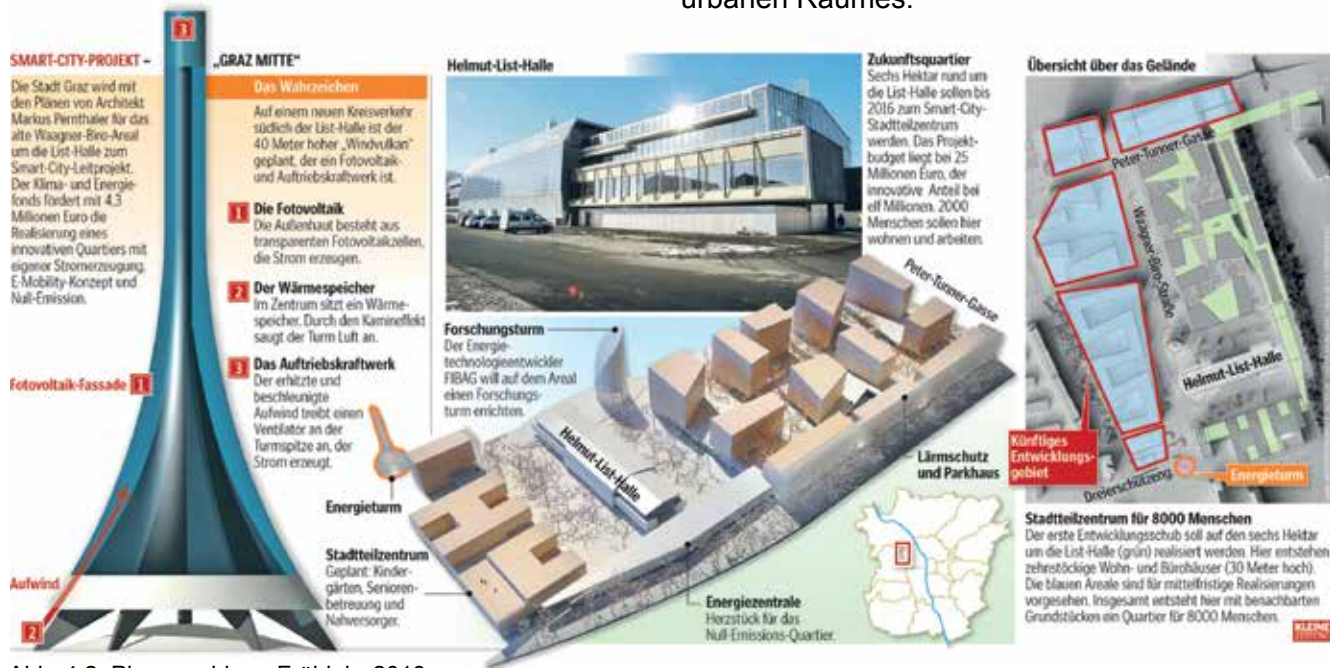 urbanen Raumes.
SMART-CITY-PROJEKT – „GRAZ MITTE“
Die Stadt Graz wird mit
den Plänen von Architekt
Markus Pernthaler für das
alte Waagner-Biro-Areal
um die List-Halle zum
Smart-City-Leitprojekt.
Der Klima- und Energie-
fonds fördert mit 4,3
Millionen Euro die
Realisierung eines
innovativen Quartiers mit
eigener Stromerzeugung,
E-Mobility-Konzept und
Null-Emission.
3
Fotovoltaik-Fassade 1
Aufwind
2
Das Wahrzeichen
Auf einem neuen Kreisverkehr
südlich der List-Halle ist der
40 Meter hoher „Windvulkan“
geplant, der ein Fotovoltaik-
und Auftriebskraftwerk ist.
1 Die Fotovoltaik
Die Außenhaut besteht aus
transparenten Fotovoltaikzellen,
die Strom erzeugen.
2 Der Wärmespeicher
Im Zentrum sitzt ein Wärme-
speicher. Durch den Kamineffekt
saugt der Turm Luft an.
3 Das Auftriebskraftwerk
Der erhitzte und
beschleunigte
Aufwind treibt einen
Ventilator an der
Turmspitze an, der
Strom erzeugt.
Energieturm
Stadtteilzentrum
Geplant: Kinder-
gärten, Senioren-
betreuung und
Nahversorger.
Helmut-List-Halle
Forschungsturm
Der Energie-
technologieentwickler
FIBAG will auf dem Areal
einen Forschungs-
turm errichten.
Helmut-List-Halle
Peter-Tunner-Gasse
Lärmschutz
und Parkhaus
Energiezentrale
Herzstück für das
Null-Emissions-Quartier.
Zukunftsquartier
Sechs Hektar rund um
die List-Halle sollen bis
2016 zum Smart-City-
Stadtteilzentrum
werden. Das Projekt-
budget liegt bei 25
Millionen Euro, der
innovative Anteil bei
elf Millionen. 2000
Menschen sollen hier
wohnen und arbeiten.
Übersicht über das Gelände
Peter-Tunner-Gasse
Waagner-Biro-Straße
Helmut-List-Halle
Künftiges
Entwicklungs-
gebiet
Dreierschützeng.
Energieturm
Stadtteilzentrum für 8000 Menschen
Der erste Entwicklungsschub soll auf den sechs Hektar
um die List-Halle (grün) realisiert werden. Hier entstehen
zehnstöckige Wohn- und Bürohäuser (30 Meter hoch).
Die blauen Areale sind für mittelfristige Realisierungen
vorgesehen. Insgesamt entsteht hier mit benachbarten
Grundstücken ein Quartier für 8000 Menschen.
KLEINE
ZEITUNG